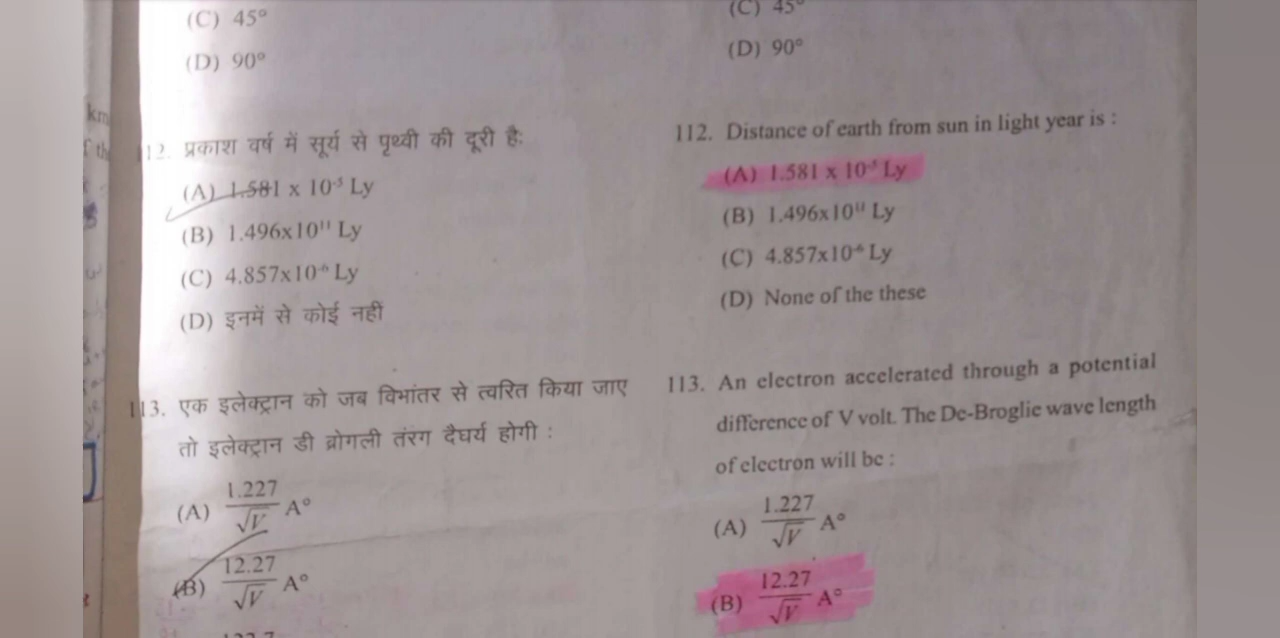 (C) 45°
(D) 90°
12. प्रकाश वर्ष में सूर्य से पृथ्वी की दूरी है:
(A) 1.581 x 10⁻⁵ Ly
(B) 1.496x10¹¹ Ly
(C) 4.857x10⁻⁶ Ly
(D) इनमें से कोई नहीं
113. एक इलेक्ट्रान को जब विभांतर से त्वरित किया जाए
तो इलेक्ट्रान डी ब्रोगली तंरग दैघर्य होगी :
(A) 1.227/√V A°
(B) 12.27/√V A°
(C) 45°
(D) 90°
112. Distance of earth from sun in light year is :
(A) 1.581 x 10⁻⁵ Ly
(B) 1.496x10¹¹ Ly
(C) 4.857x10⁻⁶ Ly
(D) None of the these
113. An electron accelerated through a potential
difference of V volt. The De-Broglie wave length
of electron will be :
(A) 1.227/√V A°
(B) 12.27/√V A°